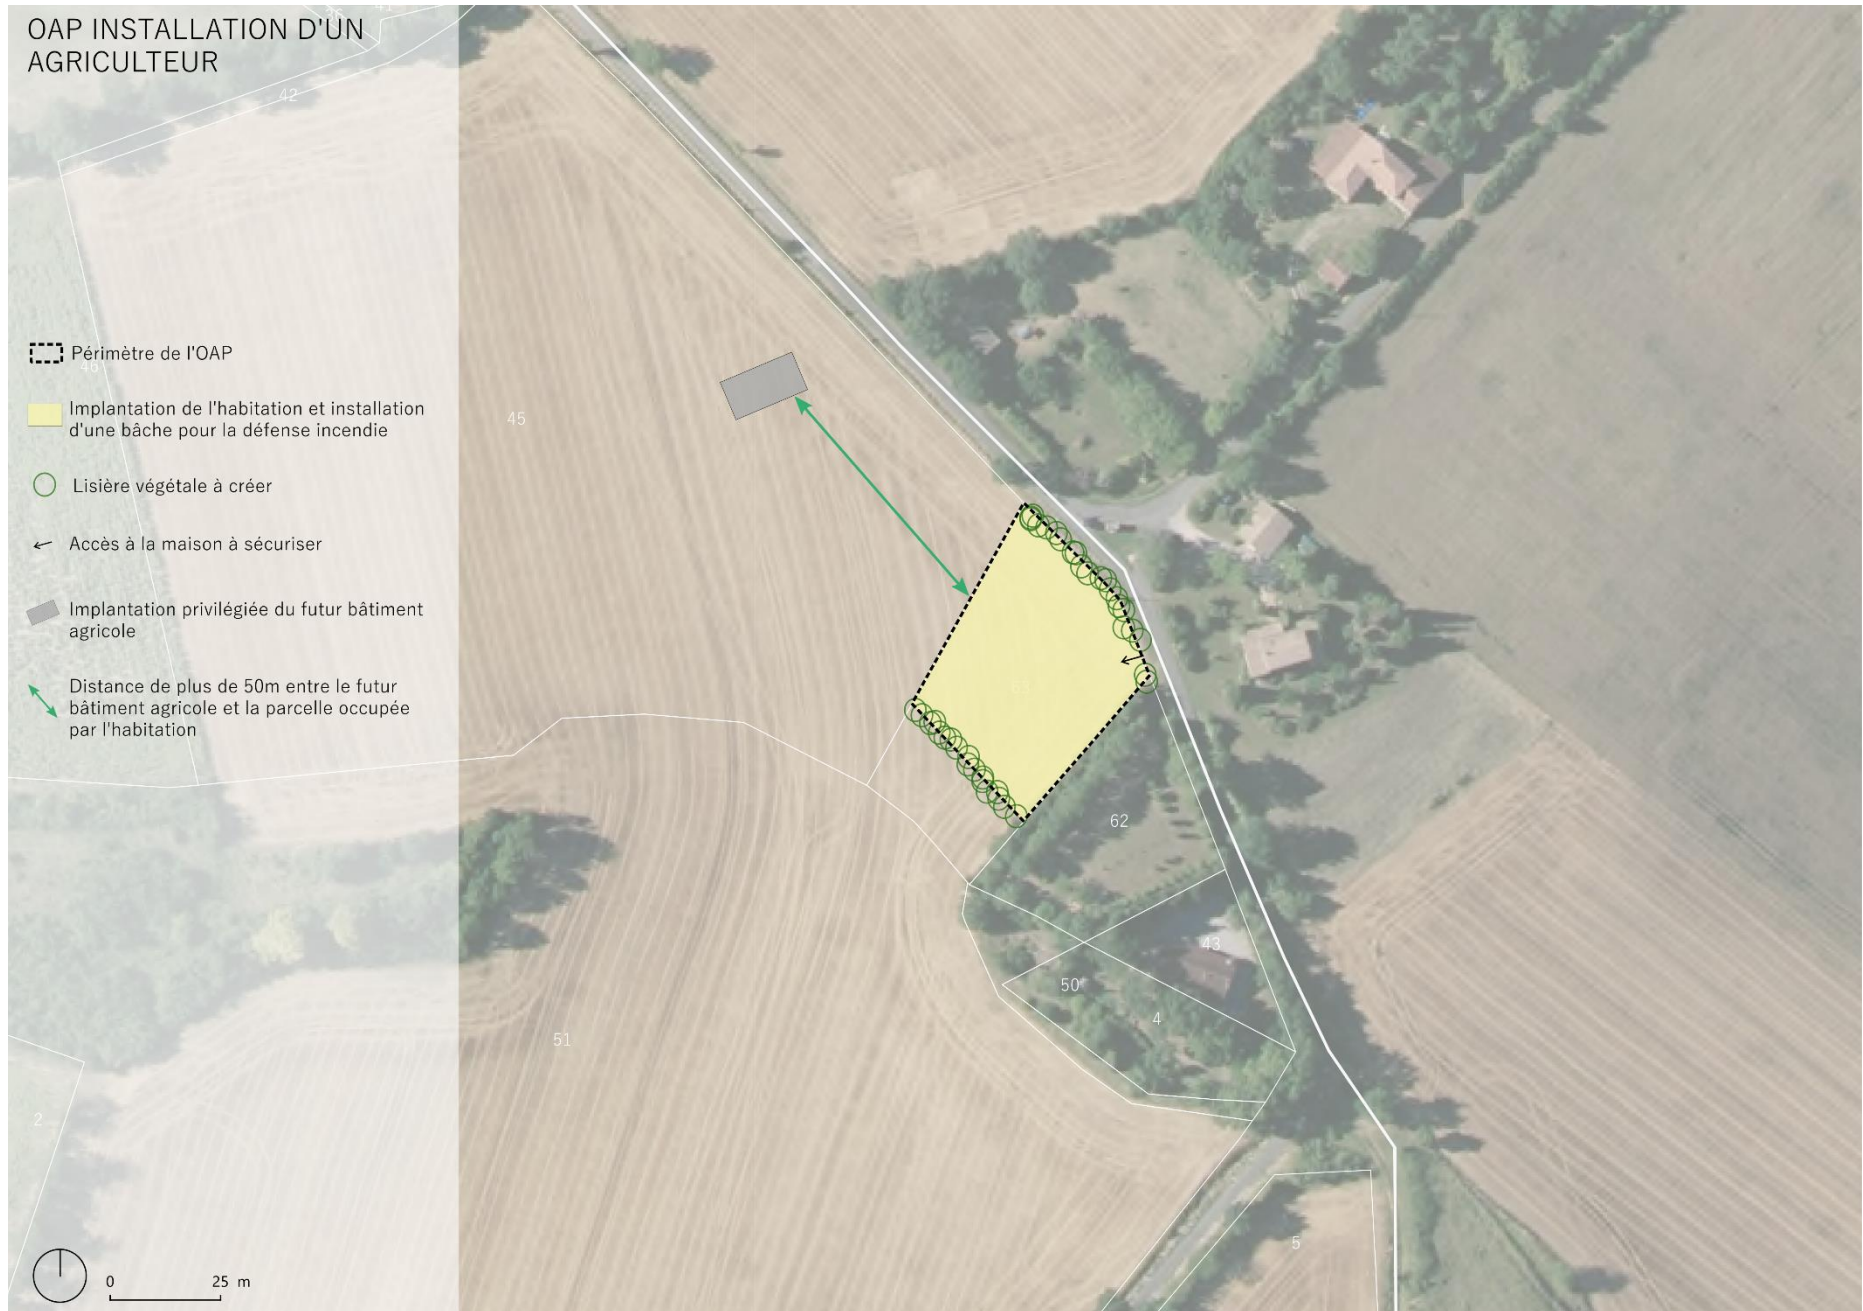 OAP INSTALLATION D'UN
AGRICULTEUR
42
Périmètre de l'OAP
46
Implantation de l'habitation et installation
d'une bâche pour la défense incendie
45
Lisière végétale à créer
Accès à la maison à sécuriser
Implantation privilégiée du futur bâtiment
agricole
Distance de plus de 50m entre le futur
bâtiment agricole et la parcelle occupée
par l'habitation
62
43
50
4
51
2
5
0 25 m